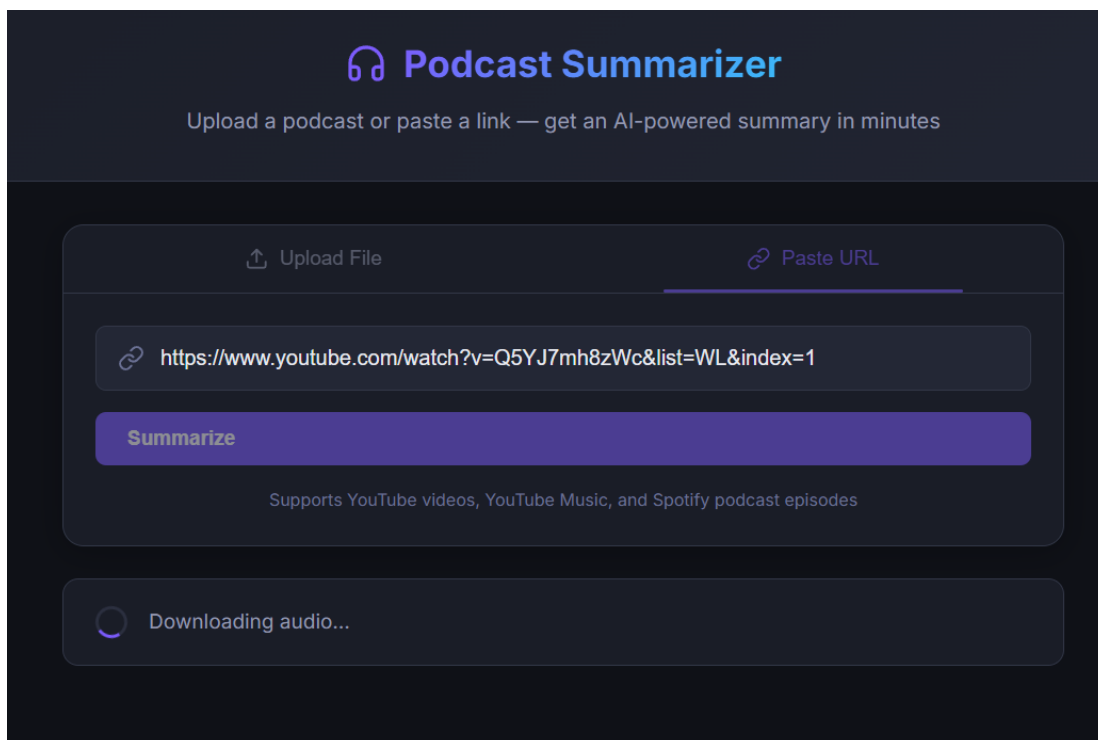 Podcast Summarizer
Upload a podcast or paste a link — get an AI-powered summary in minutes
Upload File
Paste URL
https://www.youtube.com/watch?v=Q5YJ7mh8zWc&list=WL&index=1
Summarize
Supports YouTube videos, YouTube Music, and Spotify podcast episodes
Downloading audio...